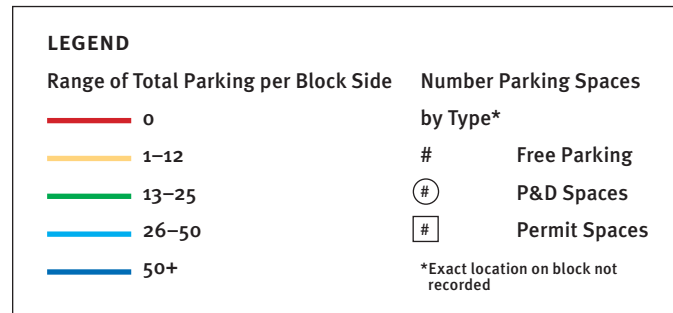 LEGEND
Range of Total Parking per Block Side
0
1–12
13–25
26–50
50+
Number Parking Spaces
by Type*
# Free Parking
# P&D Spaces
# Permit Spaces
*Exact location on block not
recorded